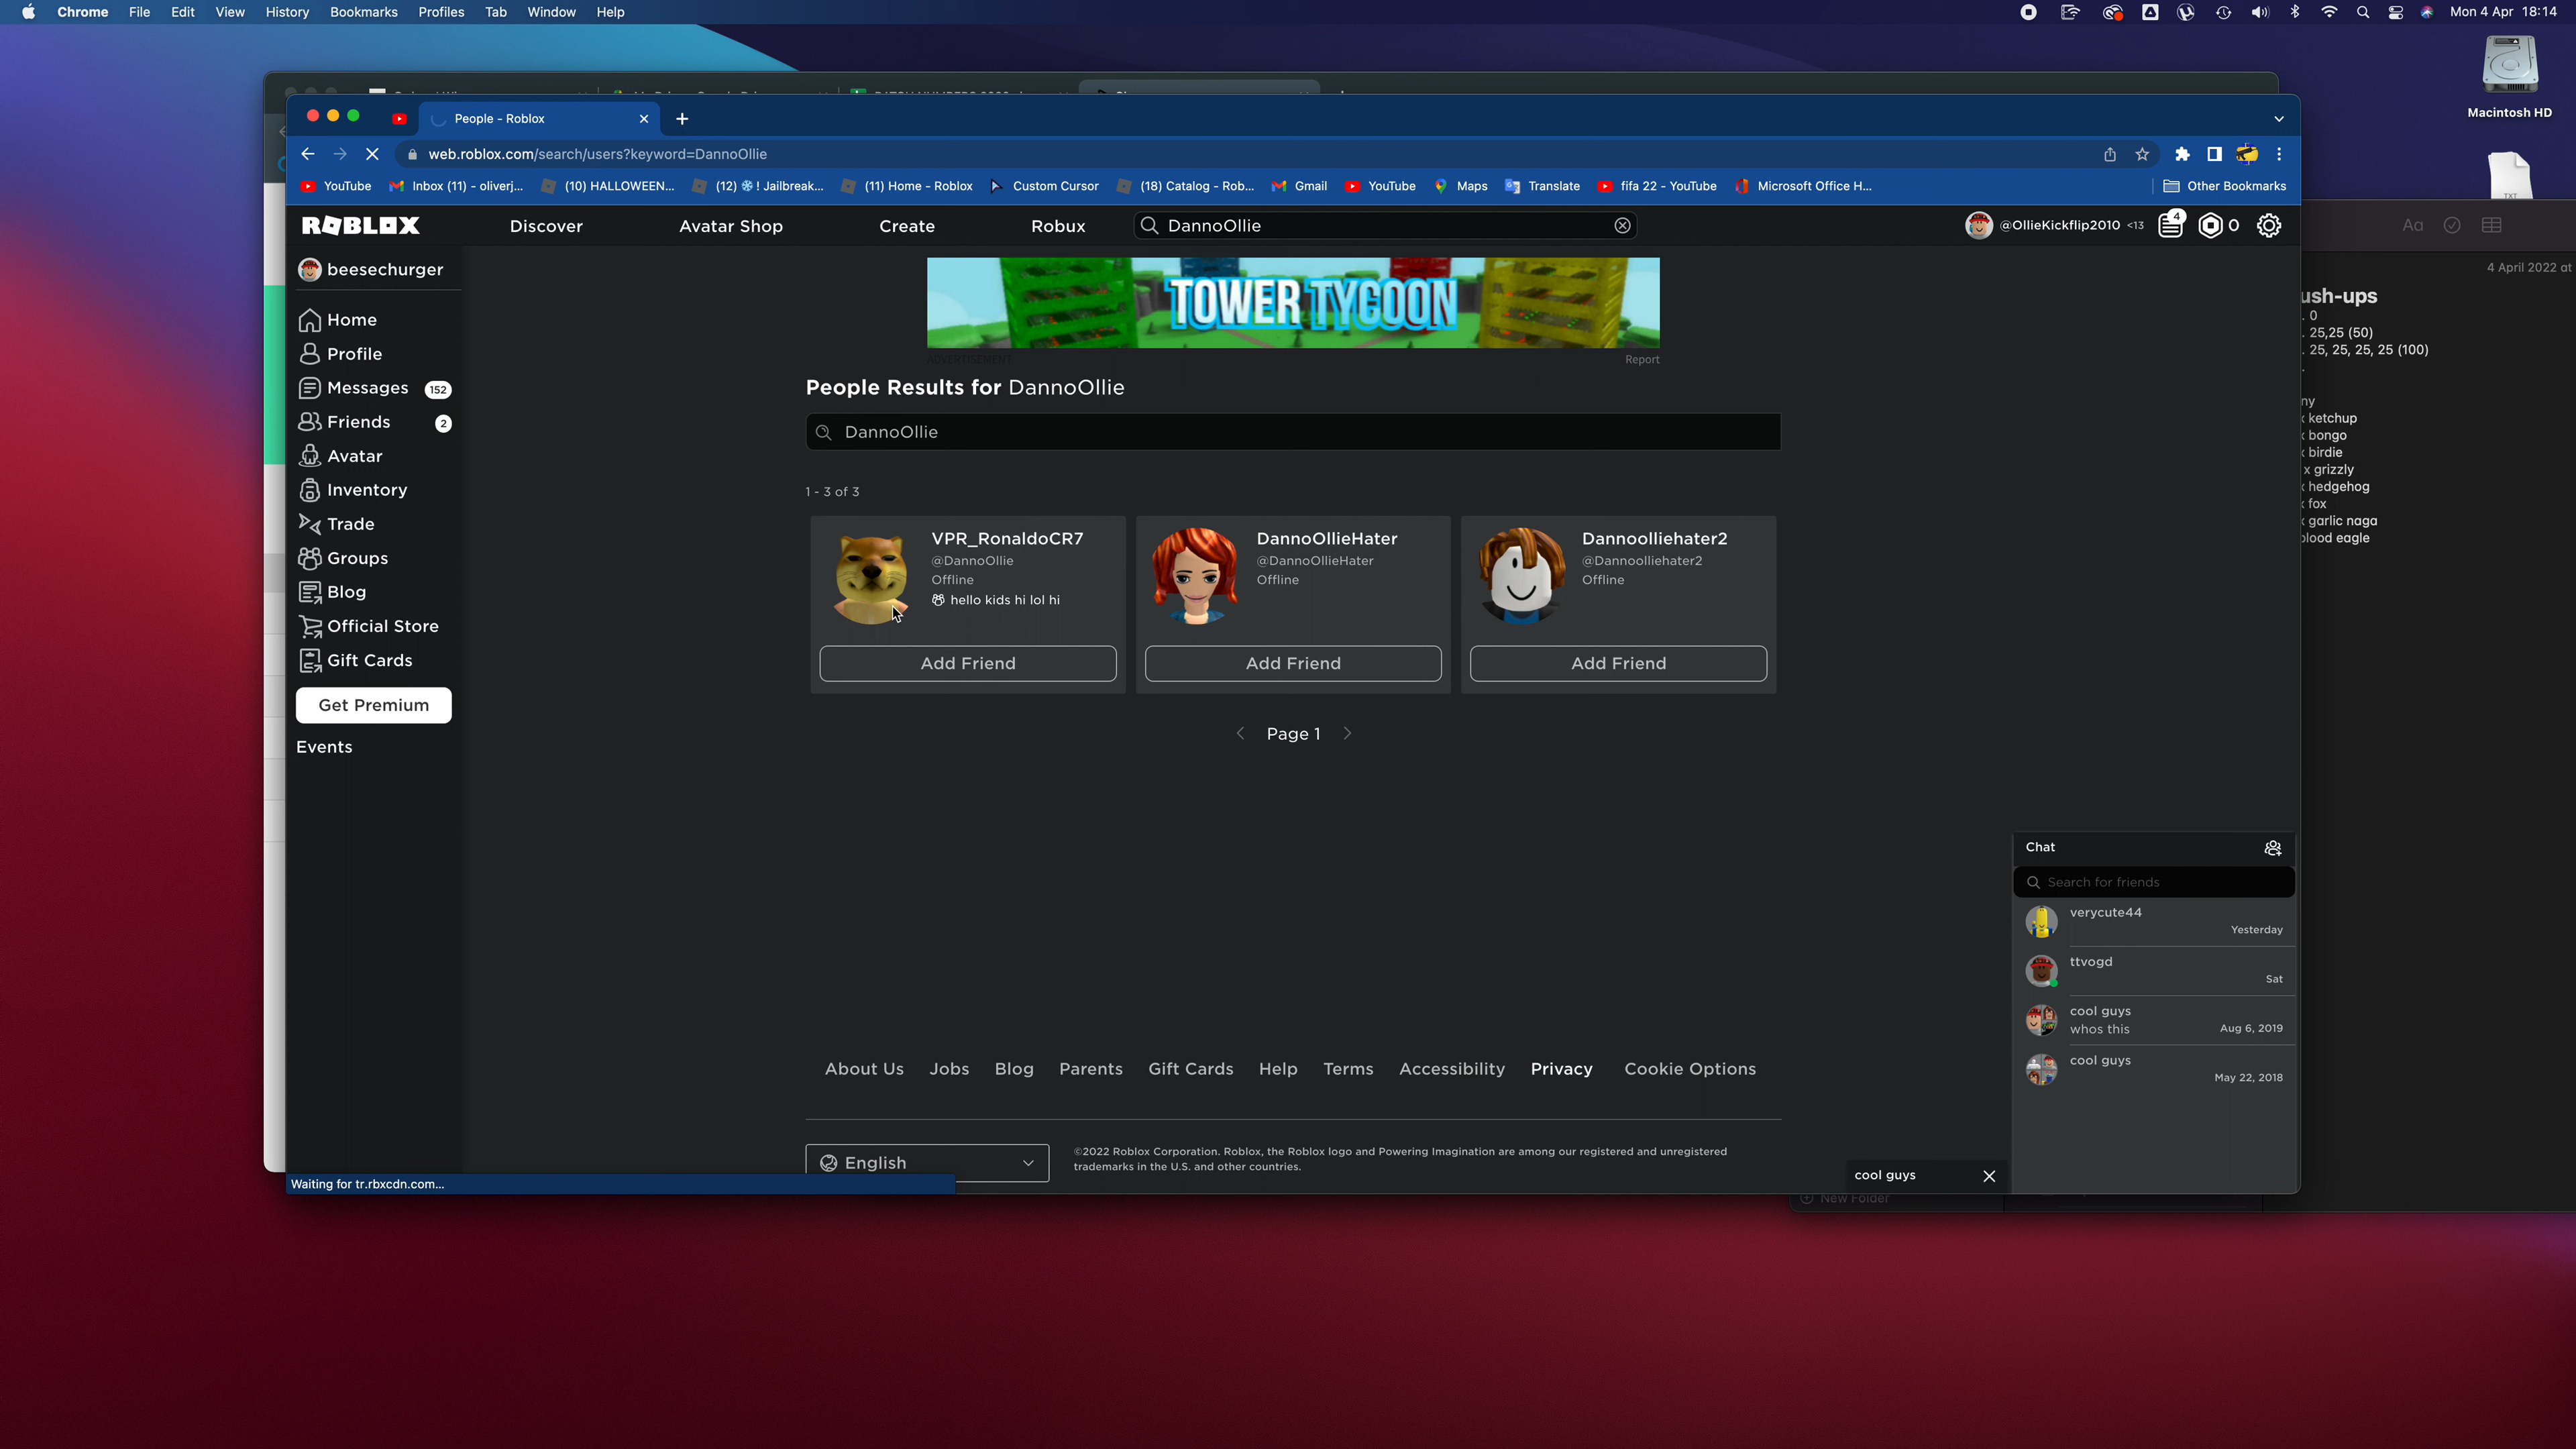 Chrome File Edit View History Bookmarks Profiles Tab Window Help
Mon 4 Apr 18:14
Macintosh HD
TXT
People - Roblox
web.roblox.com/search/users?keyword=DannoOllie
YouTube
Inbox (11) - oliverj...
(10) HALLOWEEN...
(12) ❄ ! Jailbreak...
(11) Home - Roblox
Custom Cursor
(18) Catalog - Rob...
Gmail
YouTube
Maps
Translate
fifa 22 - YouTube
Microsoft Office H...
Other Bookmarks
ROBLOX
Discover
Avatar Shop
Create
Robux
DannoOllie
@OllieKickflip2010 <13
4
0
beesechurger
Home
Profile
Messages 152
Friends 2
Avatar
Inventory
Trade
Groups
Blog
Official Store
Gift Cards
Get Premium
Events
TOWER TYCOON
ADVERTISEMENT
Report
People Results for DannoOllie
DannoOllie
1 - 3 of 3
VPR_RonaldoCR7
@DannoOllie
Offline
hello kids hi lol hi
Add Friend
DannoOllieHater
@DannoOllieHater
Offline
Add Friend
Dannoolliehater2
@Dannoolliehater2
Offline
Add Friend
Page 1
About Us Jobs Blog Parents Gift Cards Help Terms Accessibility Privacy Cookie Options
English
©2022 Roblox Corporation. Roblox, the Roblox logo and Powering Imagination are among our registered and unregistered
trademarks in the U.S. and other countries.
Waiting for tr.rbxcdn.com...
Chat
Search for friends
verycute44
Yesterday
ttvogd
Sat
cool guys
whos this Aug 6, 2019
cool guys
May 22, 2018
cool guys
New Folder
Aa
4 April 2022 at
ush-ups
. 0
. 25,25 (50)
. 25, 25, 25, 25 (100)
.
ny
x ketchup
x bongo
x birdie
x grizzly
x hedgehog
x fox
x garlic naga
blood eagle